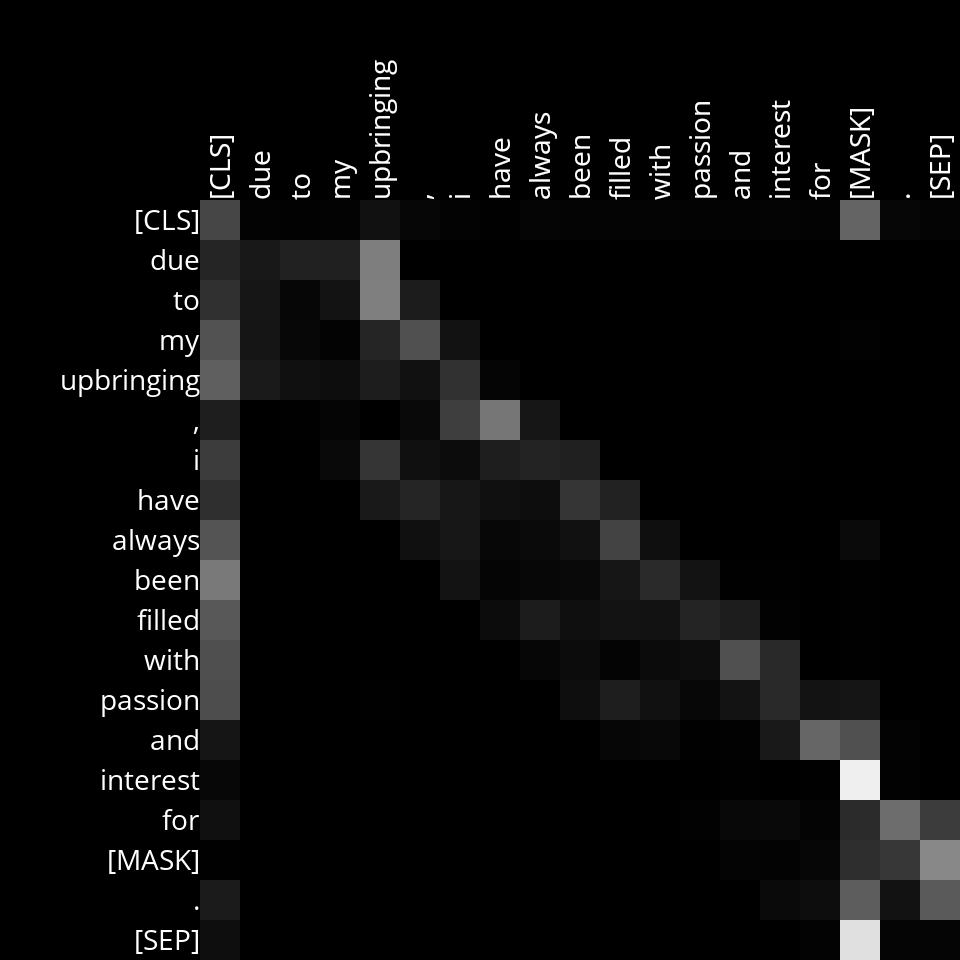 [CLS]
due
to
my
upbringing
,
i
have
always
been
filled
with
passion
and
interest
for
[MASK]
.
[SEP]
[CLS]
due
to
my
upbringing
,
i
have
always
been
filled
with
passion
and
interest
for
[MASK]
.
[SEP]